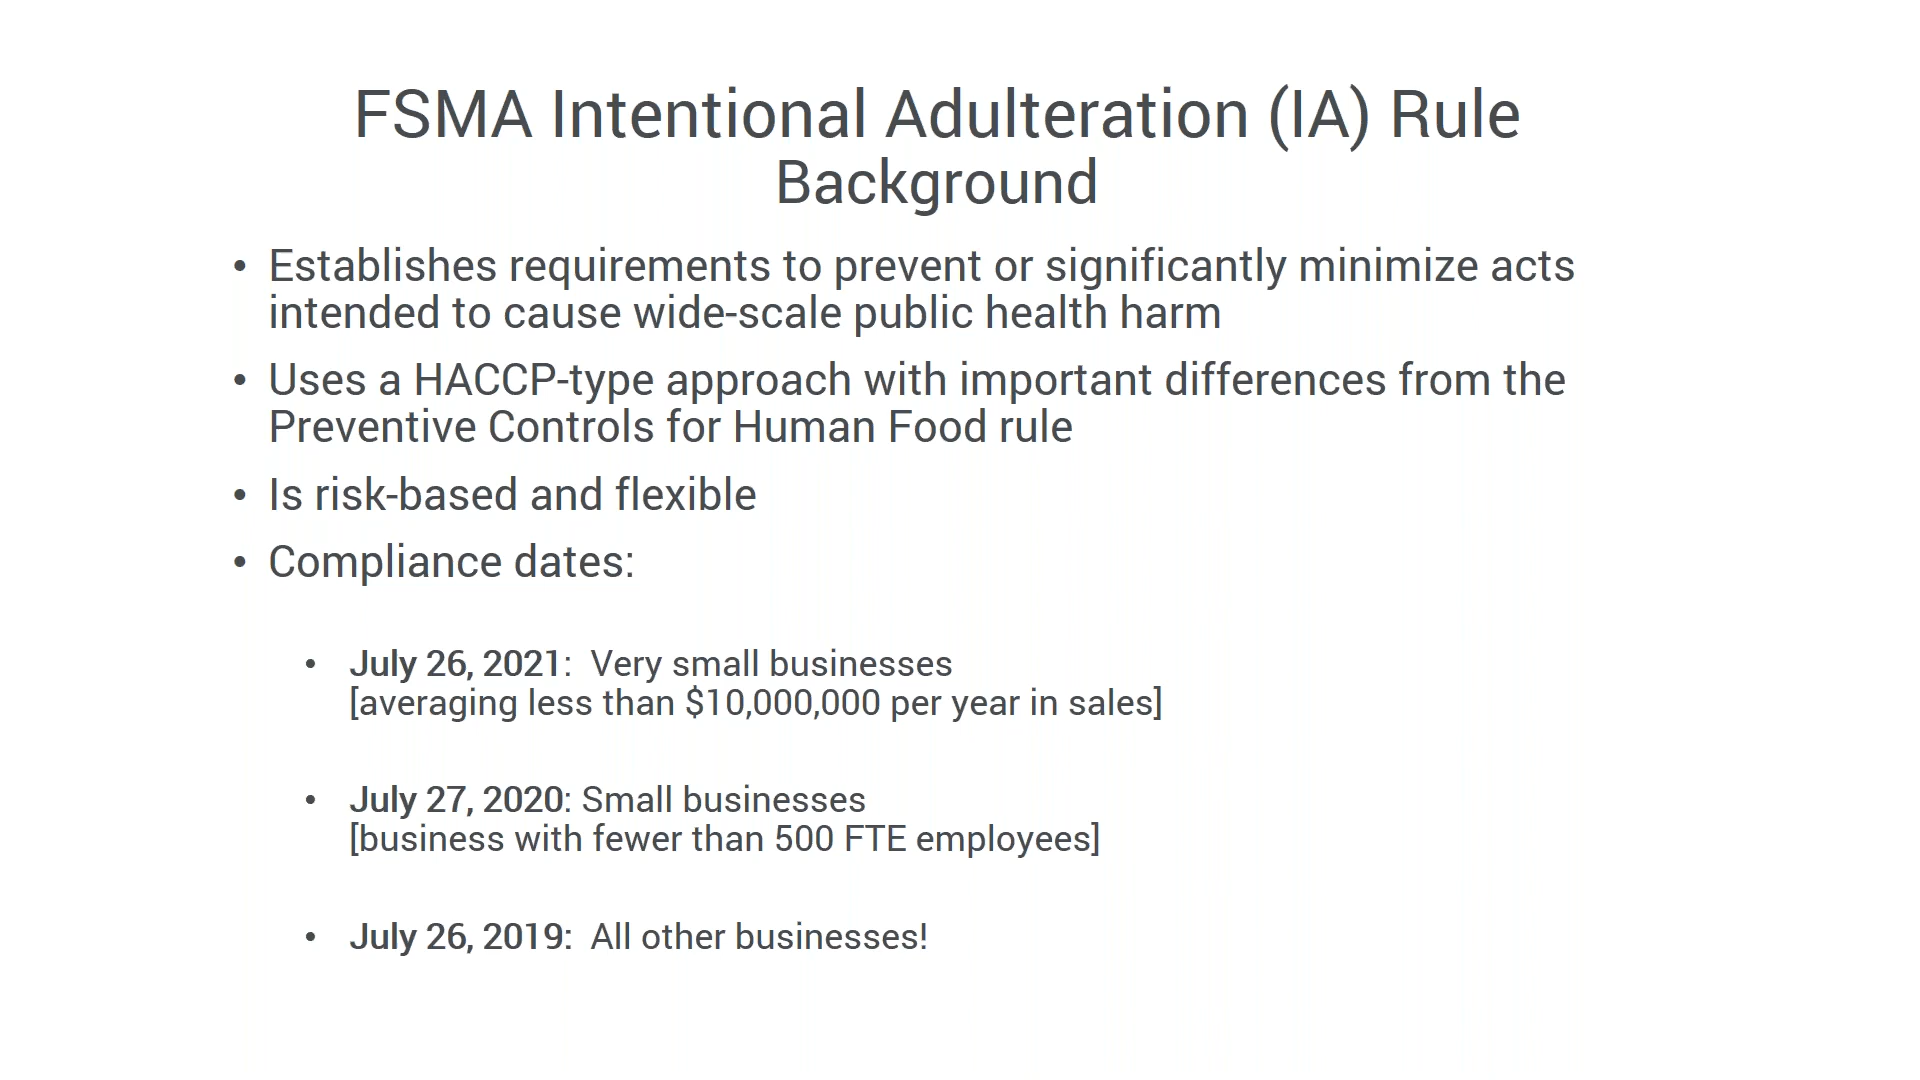 FSMA Intentional Adulteration (IA) Rule
Background
• Establishes requirements to prevent or significantly minimize acts
intended to cause wide-scale public health harm
• Uses a HACCP-type approach with important differences from the
Preventive Controls for Human Food rule
• Is risk-based and flexible
• Compliance dates:
• July 26, 2021:  Very small businesses
[averaging less than $10,000,000 per year in sales]
• July 27, 2020: Small businesses
[business with fewer than 500 FTE employees]
• July 26, 2019:  All other businesses!